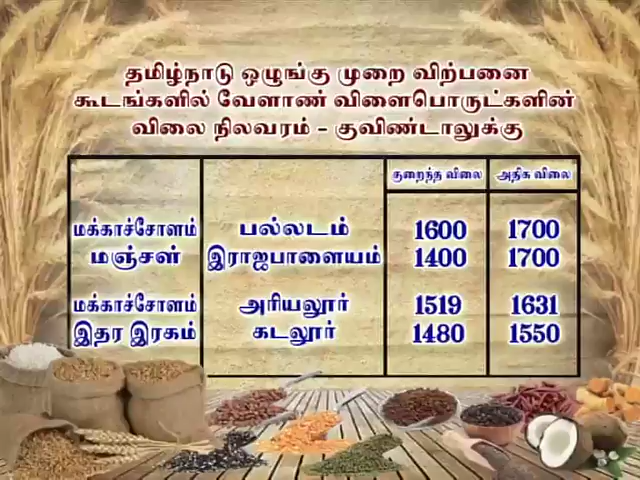 தமிழ்நாடு ஒழுங்கு முறை விற்பனை
கூடங்களில் வேளாண் விளைபொருட்களின்
விலை நிலவரம் - குவிண்டாலுக்கு
குறைந்த விலை அதிக விலை
மக்காச்சோளம் பல்லடம் 1600 1700
மஞ்சள் இராஜபாளையம் 1400 1700
மக்காச்சோளம் அரியலூர் 1519 1631
இதர இரகம் கடலூர் 1480 1550